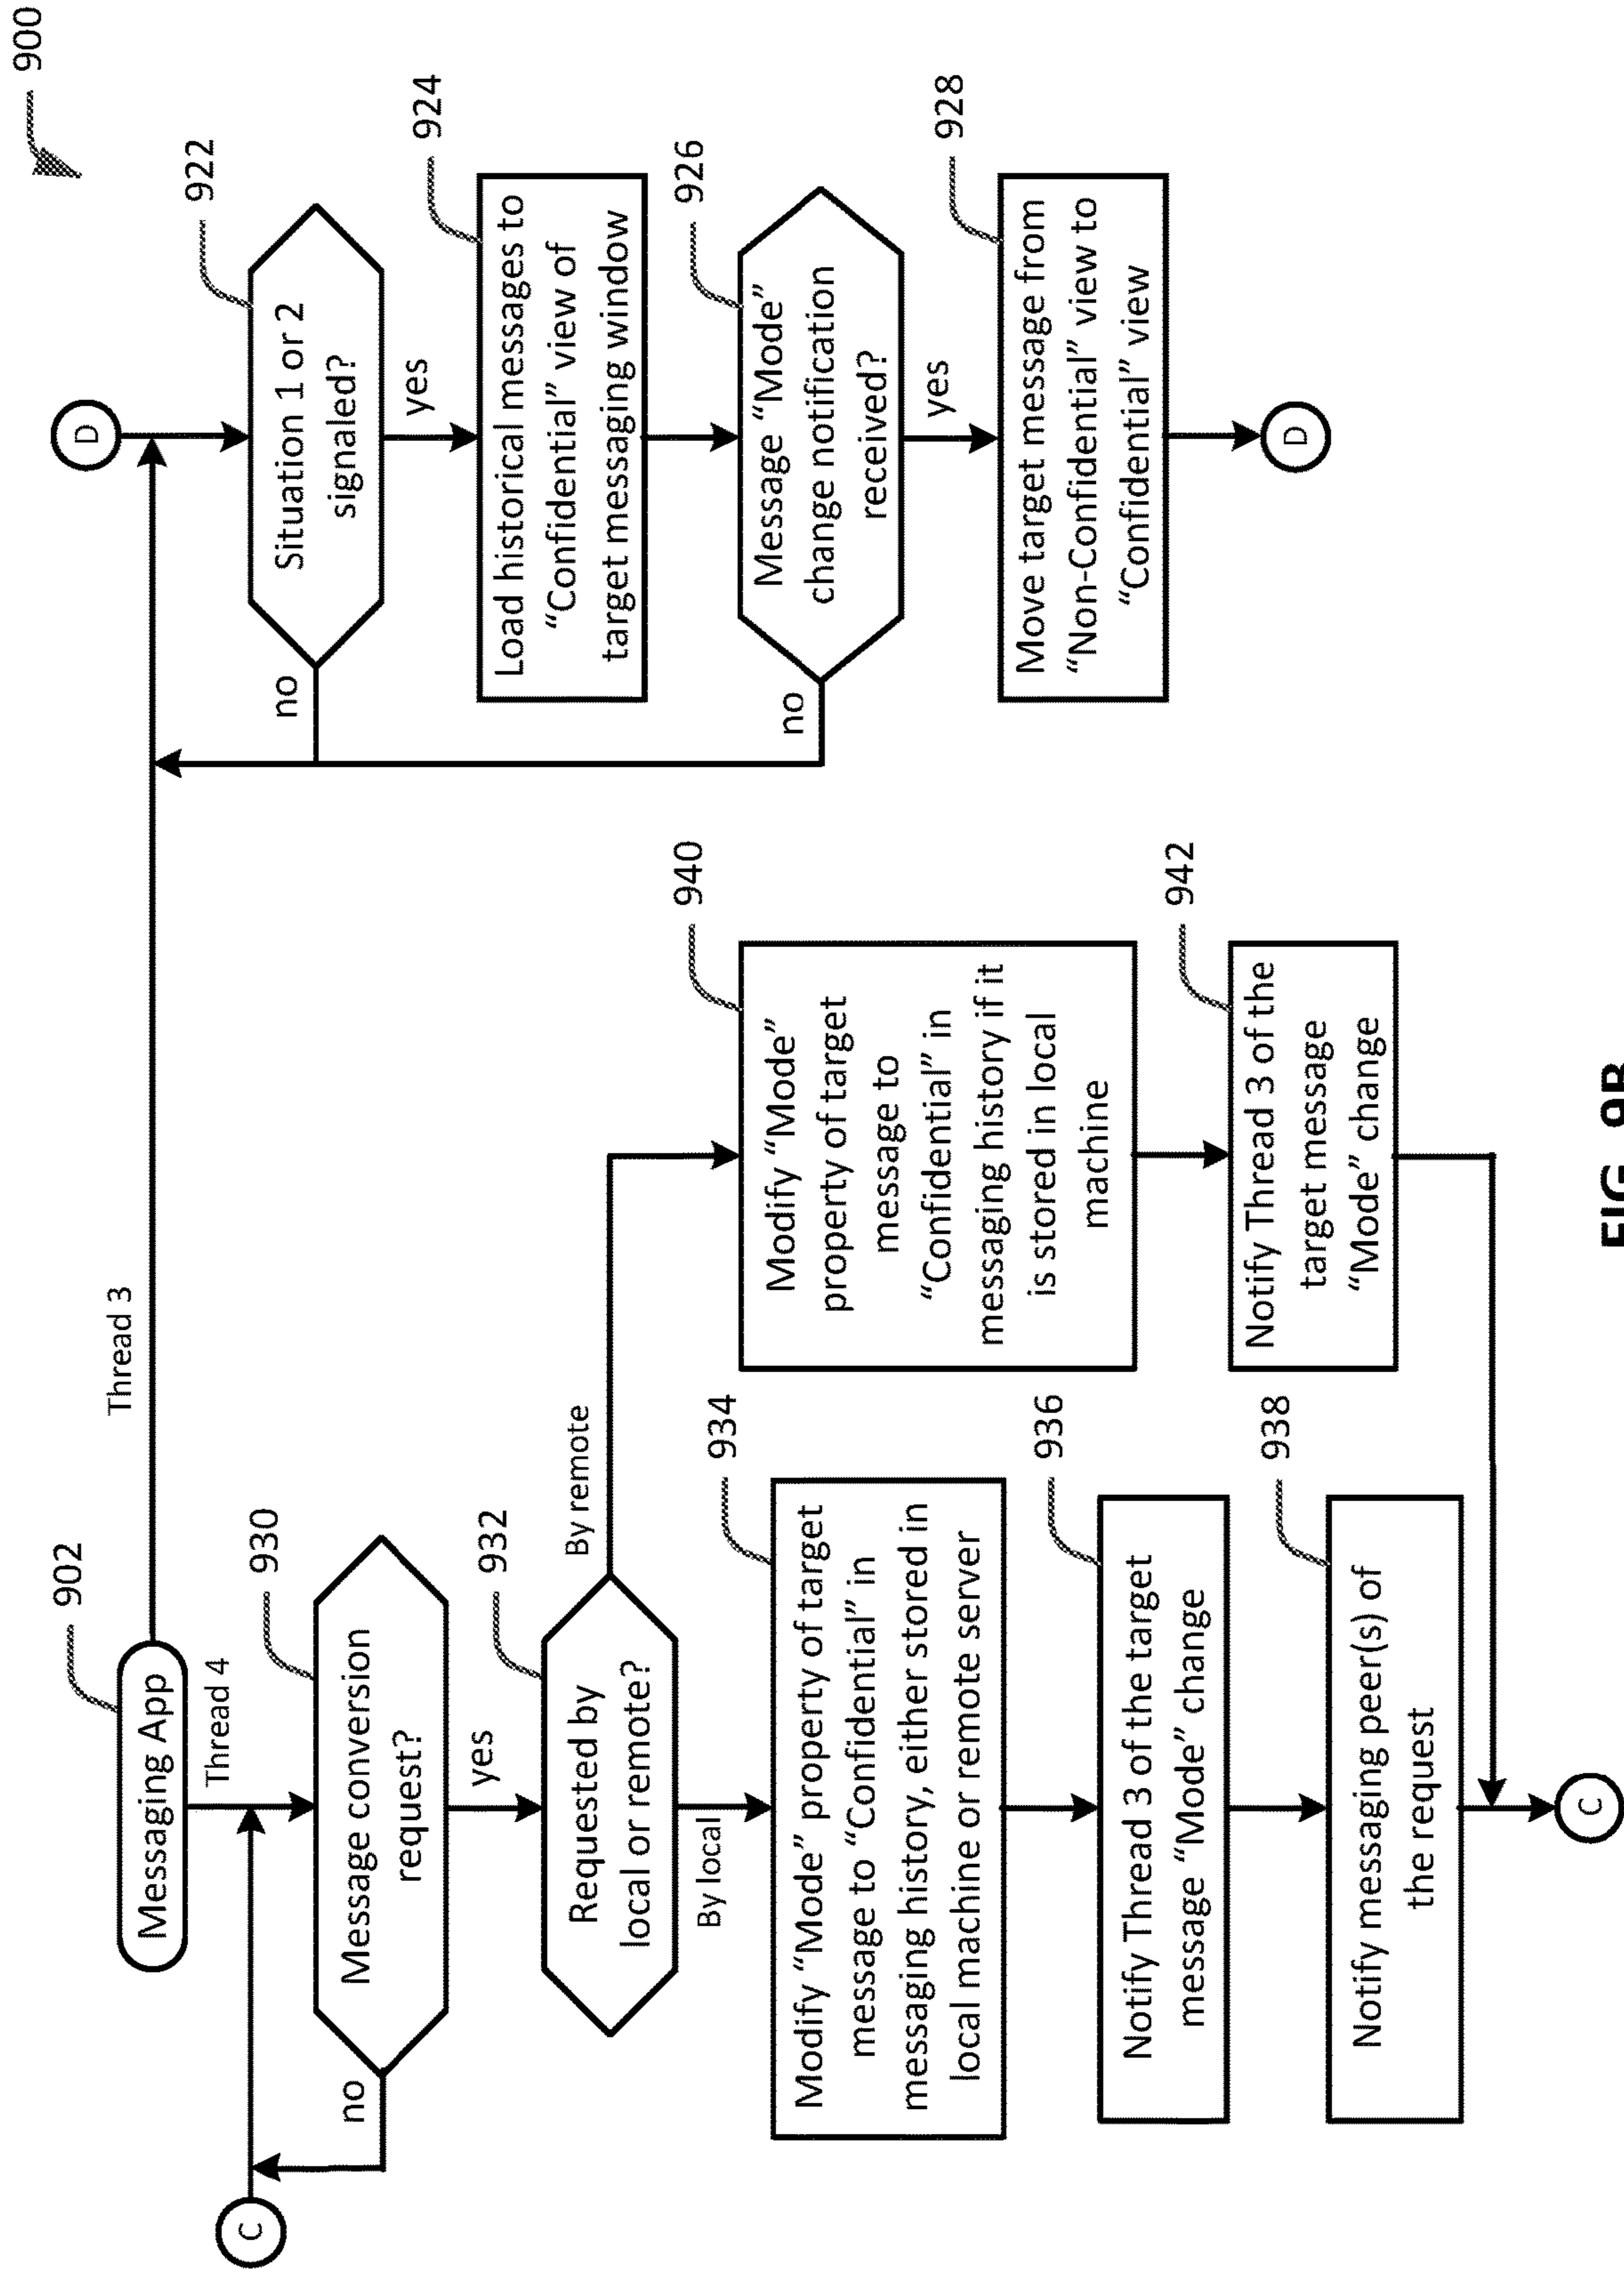 900
902
Messaging App
Thread 3
Thread 4
C
930
Message conversion
request?
no
yes
932
Requested by
local or remote?
By remote
By local
934
Modify “Mode” property of target
message to “Confidential” in
messaging history, either stored in
local machine or remote server
936
Notify Thread 3 of the target
message “Mode” change
938
Notify messaging peer(s) of
the request
C
940
Modify “Mode”
property of target
message to
“Confidential” in
messaging history if it
is stored in local
machine
942
Notify Thread 3 of the
target message
“Mode” change
D
922
Situation 1 or 2
signaled?
no
yes
924
Load historical messages to
“Confidential” view of
target messaging window
926
Message “Mode”
change notification
received?
no
yes
928
Move target message from
“Non-Confidential” view to
“Confidential” view
D
FIG. 9B